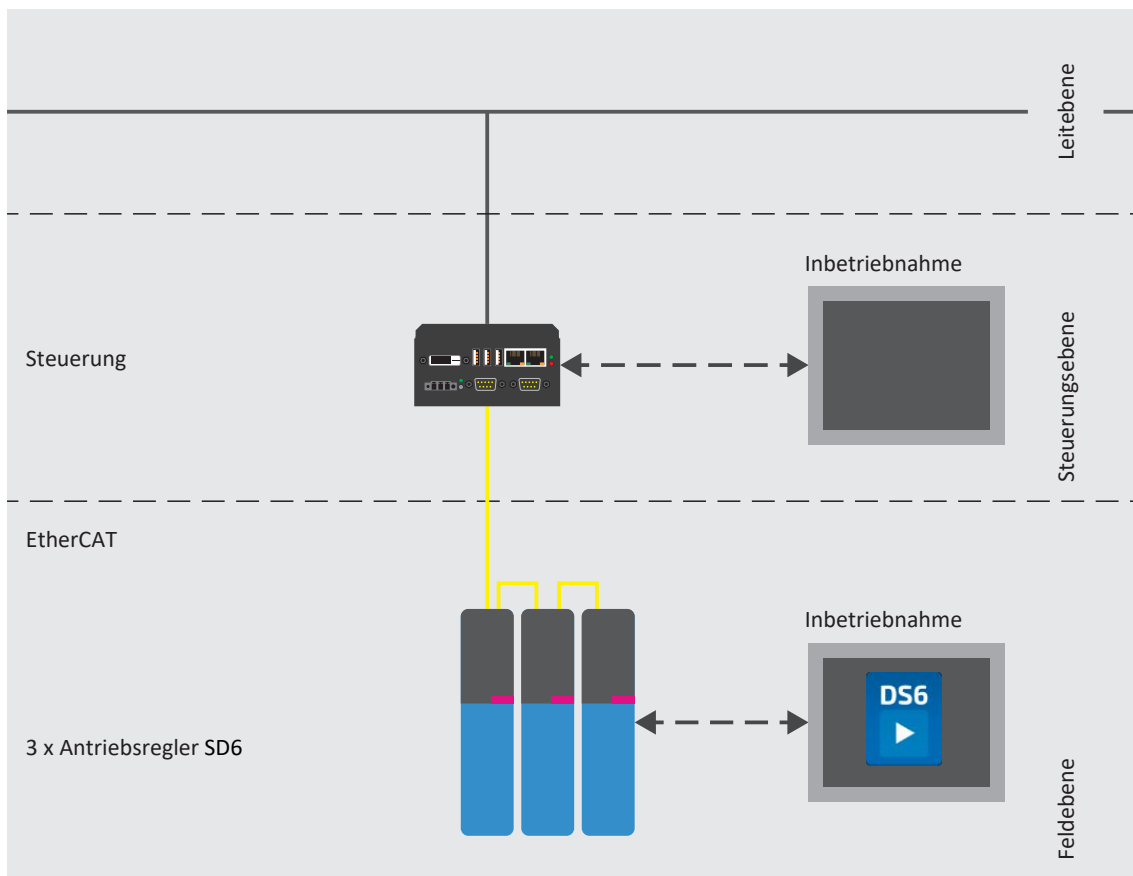 Leitebene
Inbetriebnahme
Steuerung
Steuerungsebene
EtherCAT
Inbetriebnahme
DS6
3 x Antriebsregler SD6
Feldebene